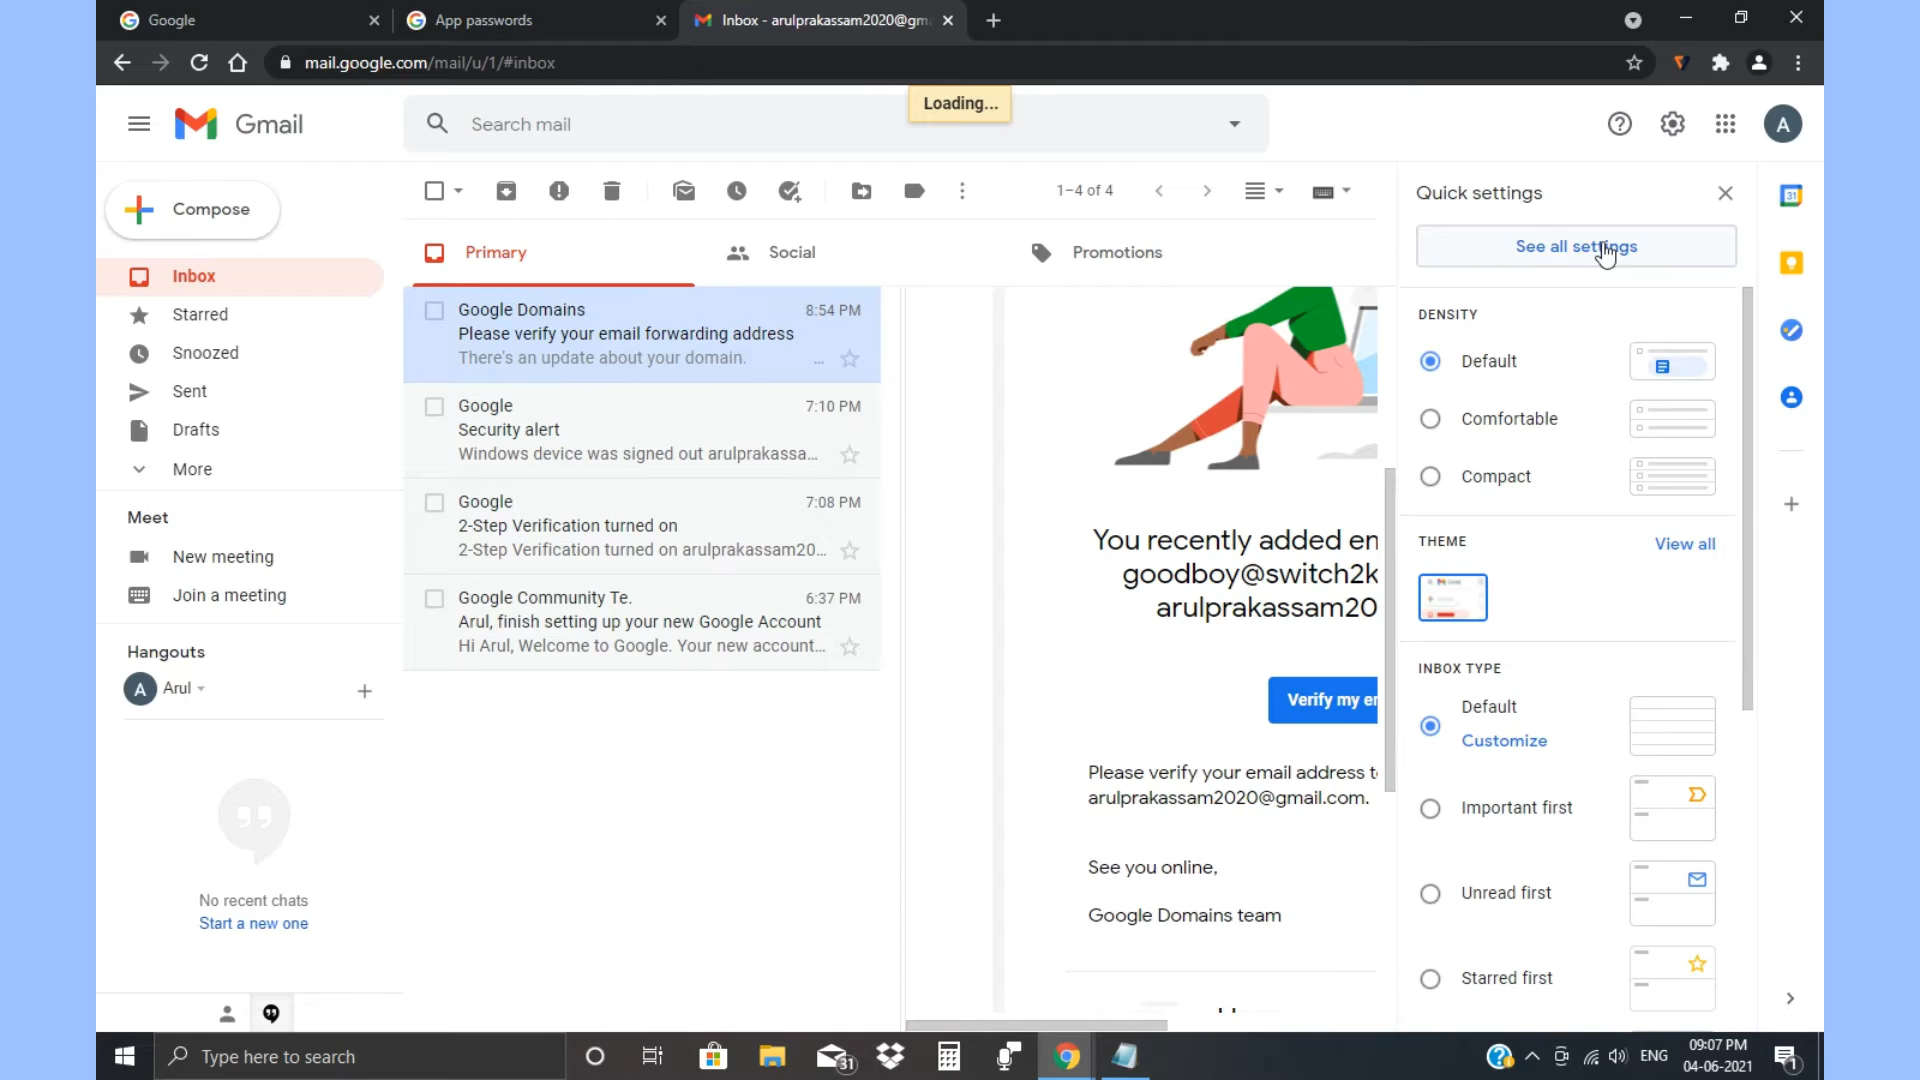 Google
App passwords
Inbox - arulprakassam2020@gm
mail.google.com/mail/u/1/#inbox
Loading...
Gmail
Search mail
A
Compose
1–4 of 4
Quick settings
See all settings
31
Primary
Social
Promotions
Inbox
Starred
Snoozed
Sent
Drafts
More
Google Domains 8:54 PM
Please verify your email forwarding address
There's an update about your domain. ...
Google 7:10 PM
Security alert
Windows device was signed out arulprakassa...
Google 7:08 PM
2-Step Verification turned on
2-Step Verification turned on arulprakassam20...
Google Community Te. 6:37 PM
Arul, finish setting up your new Google Account
Hi Arul, Welcome to Google. Your new account...
Meet
New meeting
Join a meeting
Hangouts
A Arul
No recent chats
Start a new one
You recently added em
goodboy@switch2k
arulprakassam20
Verify my em
Please verify your email address to
arulprakassam2020@gmail.com.
See you online,
Google Domains team
DENSITY
Default
Comfortable
Compact
THEME
View all
INBOX TYPE
Default
Customize
Important first
Unread first
Starred first
Type here to search
31
ENG
09:07 PM
04-06-2021
1